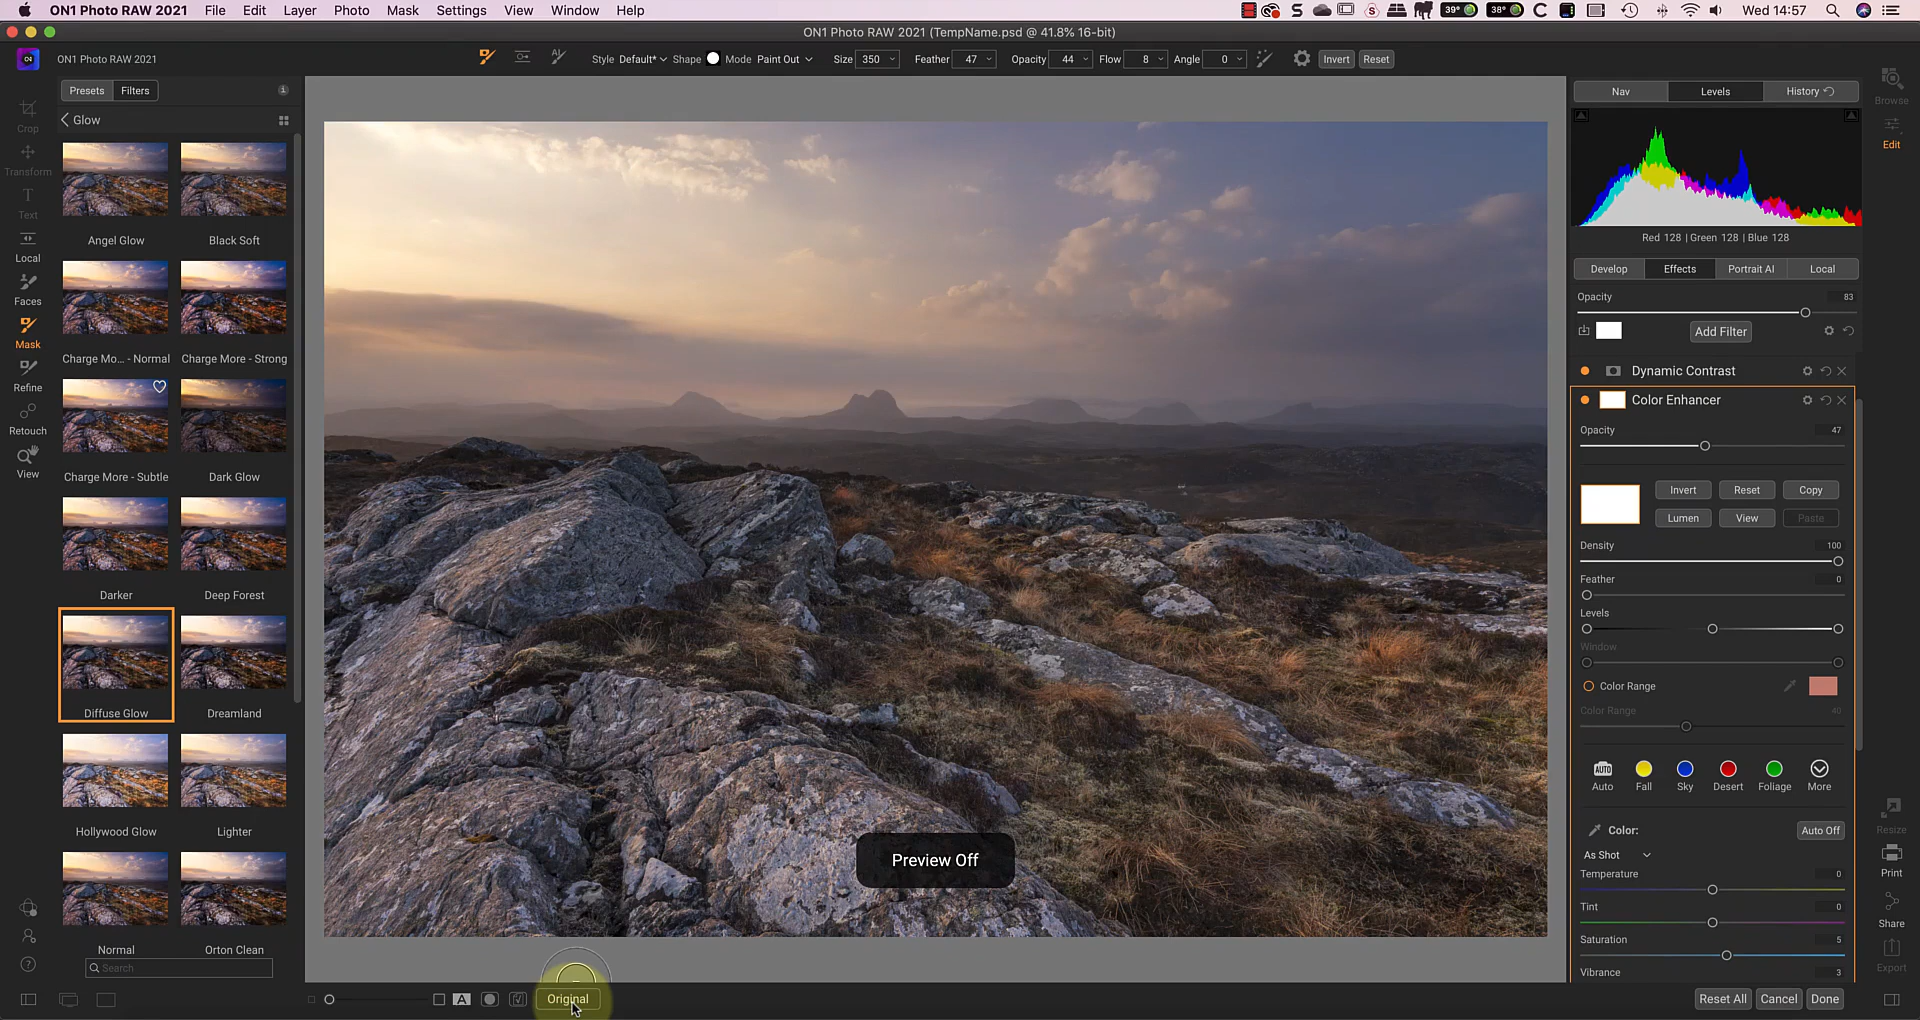 ON1 Photo RAW 2021 File Edit Layer Photo Mask Settings View Window Help
39° 38° Wed 14:57
ON1 Photo RAW 2021 (TempName.psd @ 41.8% 16-bit)
ON1 Photo RAW 2021
Style Default* Shape Mode Paint Out Size 350 Feather 47 Opacity 44 Flow 8 Angle 0 Invert Reset
Presets Filters
Glow
Crop
Transform
Text
Local
Faces
Mask
Refine
Retouch
View
Angel Glow Black Soft
Charge Mo... - Normal Charge More - Strong
Charge More - Subtle Dark Glow
Darker Deep Forest
Diffuse Glow Dreamland
Hollywood Glow Lighter
Normal Orton Clean
Search
Preview Off
A
Original
Nav Levels History
Red 128 | Green 128 | Blue 128
Develop Effects Portrait AI Local
Opacity 83
Add Filter
Dynamic Contrast
Color Enhancer
Opacity 47
Invert Reset Copy
Lumen View Paste
Density 100
Feather 0
Levels
Window
Color Range
Color Range 40
AUTO
Auto Fall Sky Desert Foliage More
Color: Auto Off
As Shot
Temperature 0
Tint 0
Saturation 5
Vibrance 3
Reset All Cancel Done
Browse
Edit
Resize
Print
Share
Export